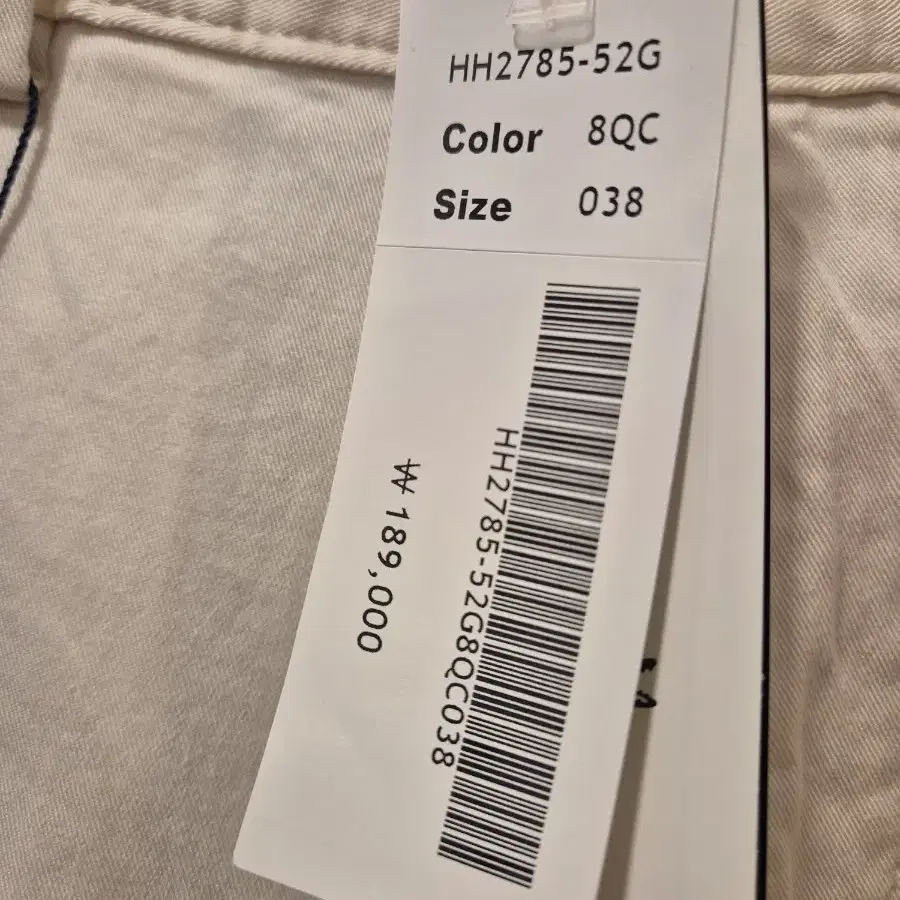 HH2785-52G
Color 8QC
Size 038
HH2785-52G8QC038
₩189,000